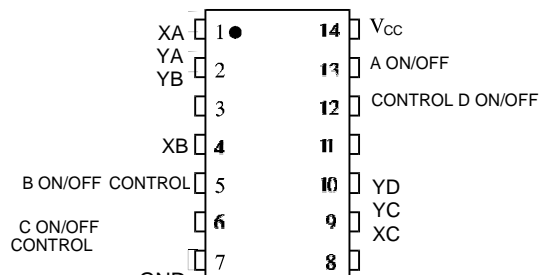 XA 1 14 VCC
YA
YB 2 13 A ON/OFF
3 12 CONTROL D ON/OFF
XB 4 11
B ON/OFF CONTROL 5 10 YD
YC
C ON/OFF 6 9 XC
CONTROL
7 8